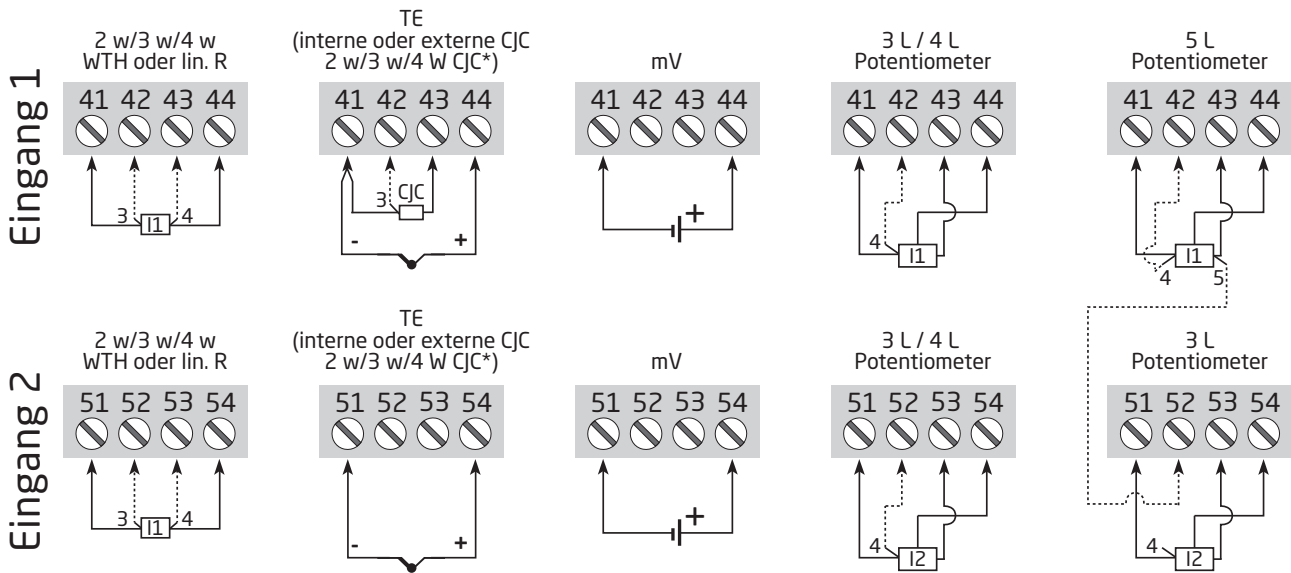 Eingang 1
2 w/3 w/4 w
WTH oder lin. R
41 42 43 44
3 I1 4
TE
(interne oder externe CJC
2 w/3 w/4 W CJC*)
41 42 43 44
3 CJC
- +
mV
41 42 43 44
+
3 L / 4 L
Potentiometer
41 42 43 44
4 I1
5 L
Potentiometer
41 42 43 44
4 I1 5
Eingang 2
2 w/3 w/4 w
WTH oder lin. R
51 52 53 54
3 I1 4
TE
(interne oder externe CJC
2 w/3 w/4 W CJC*)
51 52 53 54
- +
mV
51 52 53 54
+
3 L / 4 L
Potentiometer
51 52 53 54
4 I2
3 L
Potentiometer
51 52 53 54
4 I2